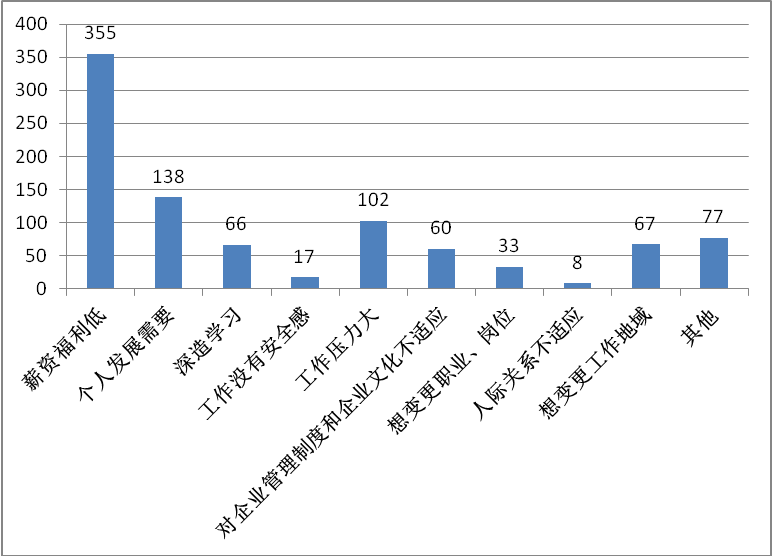 400
350
300
250
200
150
100
50
0
355
138
66
17
102
60
33
8
67
77
薪资福利低
个人发展需要
深造学习
工作没有安全感
工作压力大
对企业管理制度和企业文化不适应
想变更职业、岗位
人际关系不适应
想变更工作地域
其他